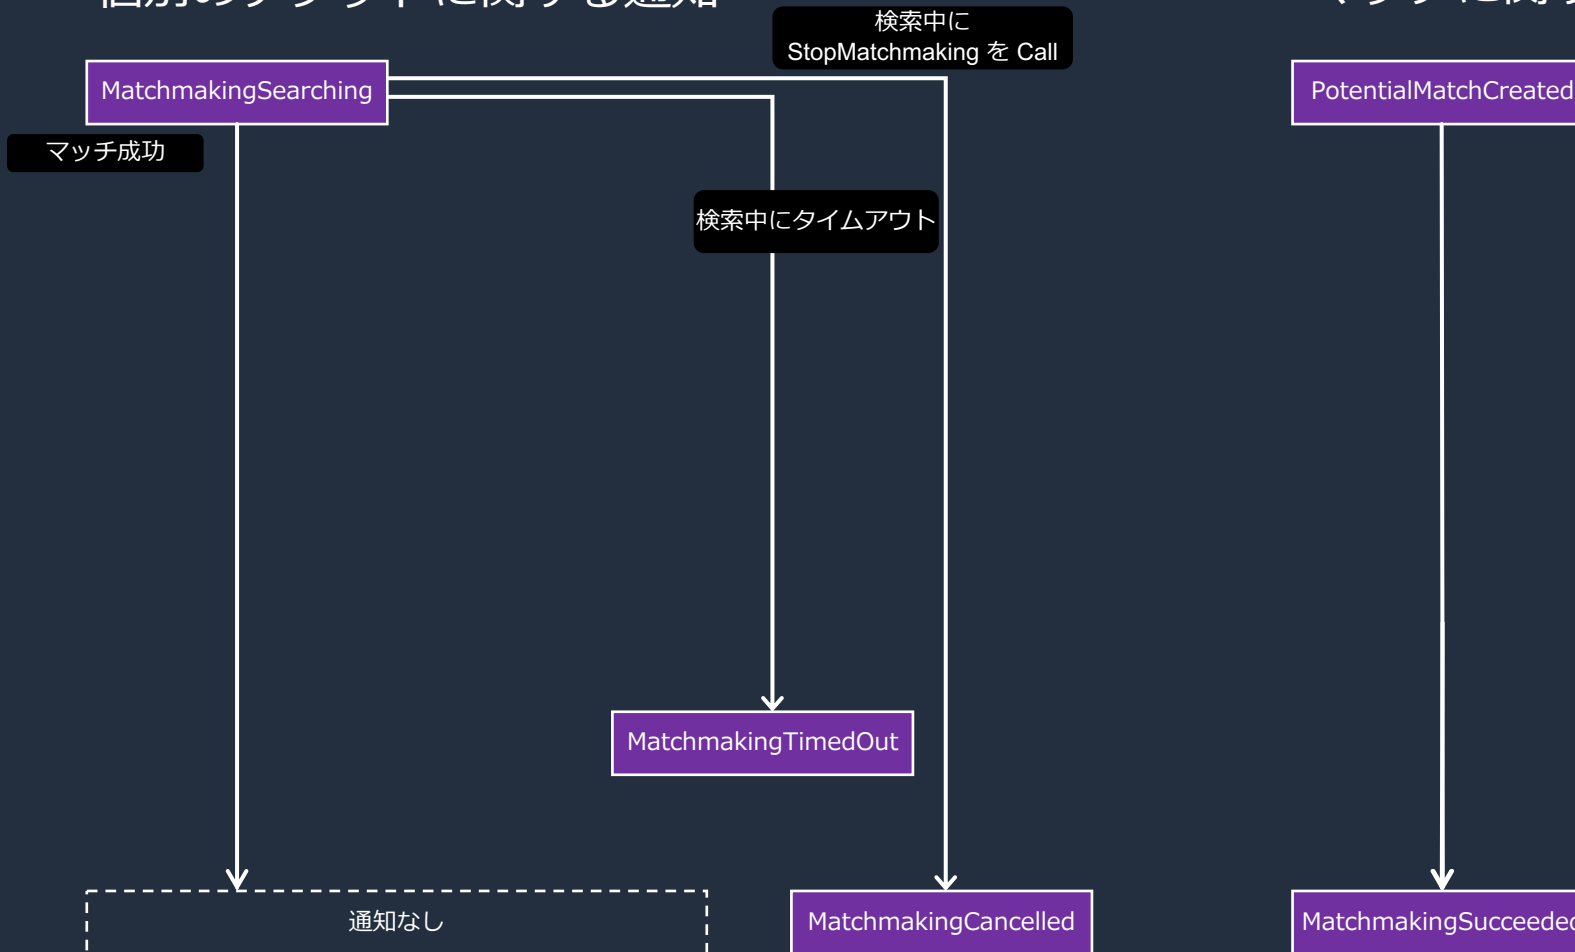 検索中に
StopMatchmaking を Call
MatchmakingSearching
PotentialMatchCreated
マッチ成功
検索中にタイムアウト
MatchmakingTimedOut
通知なし
MatchmakingCancelled
MatchmakingSucceeded